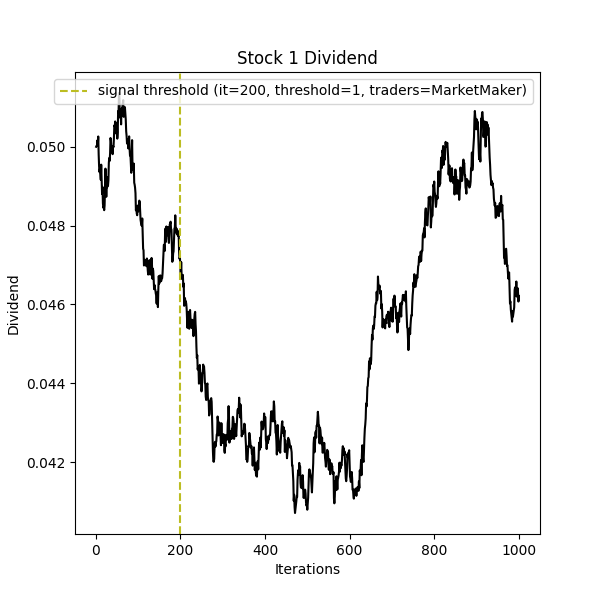 Stock 1 Dividend
signal threshold (it=200, threshold=1, traders=MarketMaker)
0.050
0.048
0.046
0.044
0.042
Dividend
0 200 400 600 800 1000
Iterations